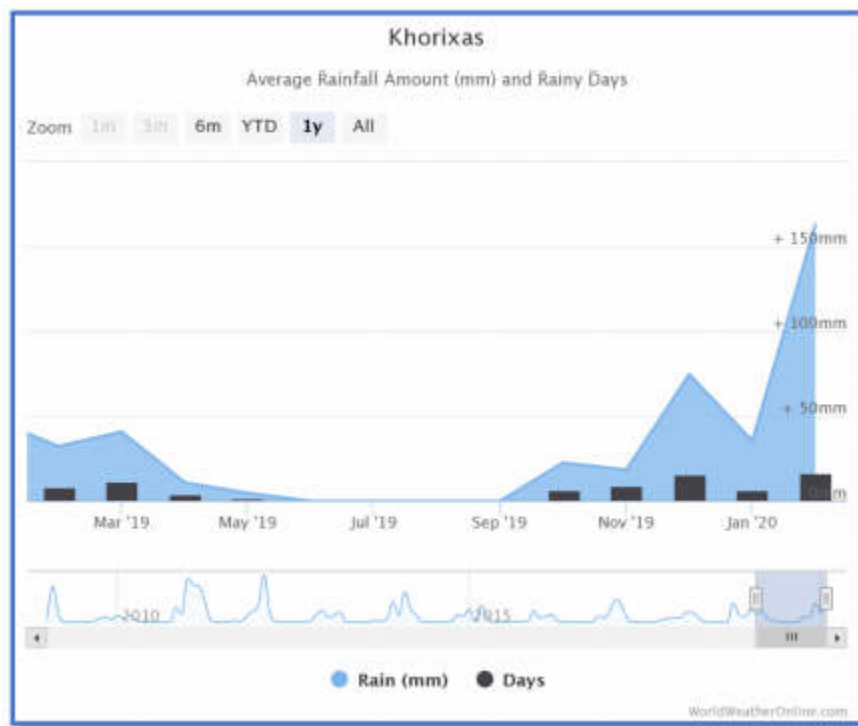 Khorixas
Average Rainfall Amount (mm) and Rainy Days
Zoom 1m 3m 6m YTD 1y All
+ 150mm
+ 100mm
+ 50mm
0mm
Mar '19 May '19 Jul '19 Sep '19 Nov '19 Jan '20
2010 2015
Rain (mm) Days
WorldWeatherOnline.com